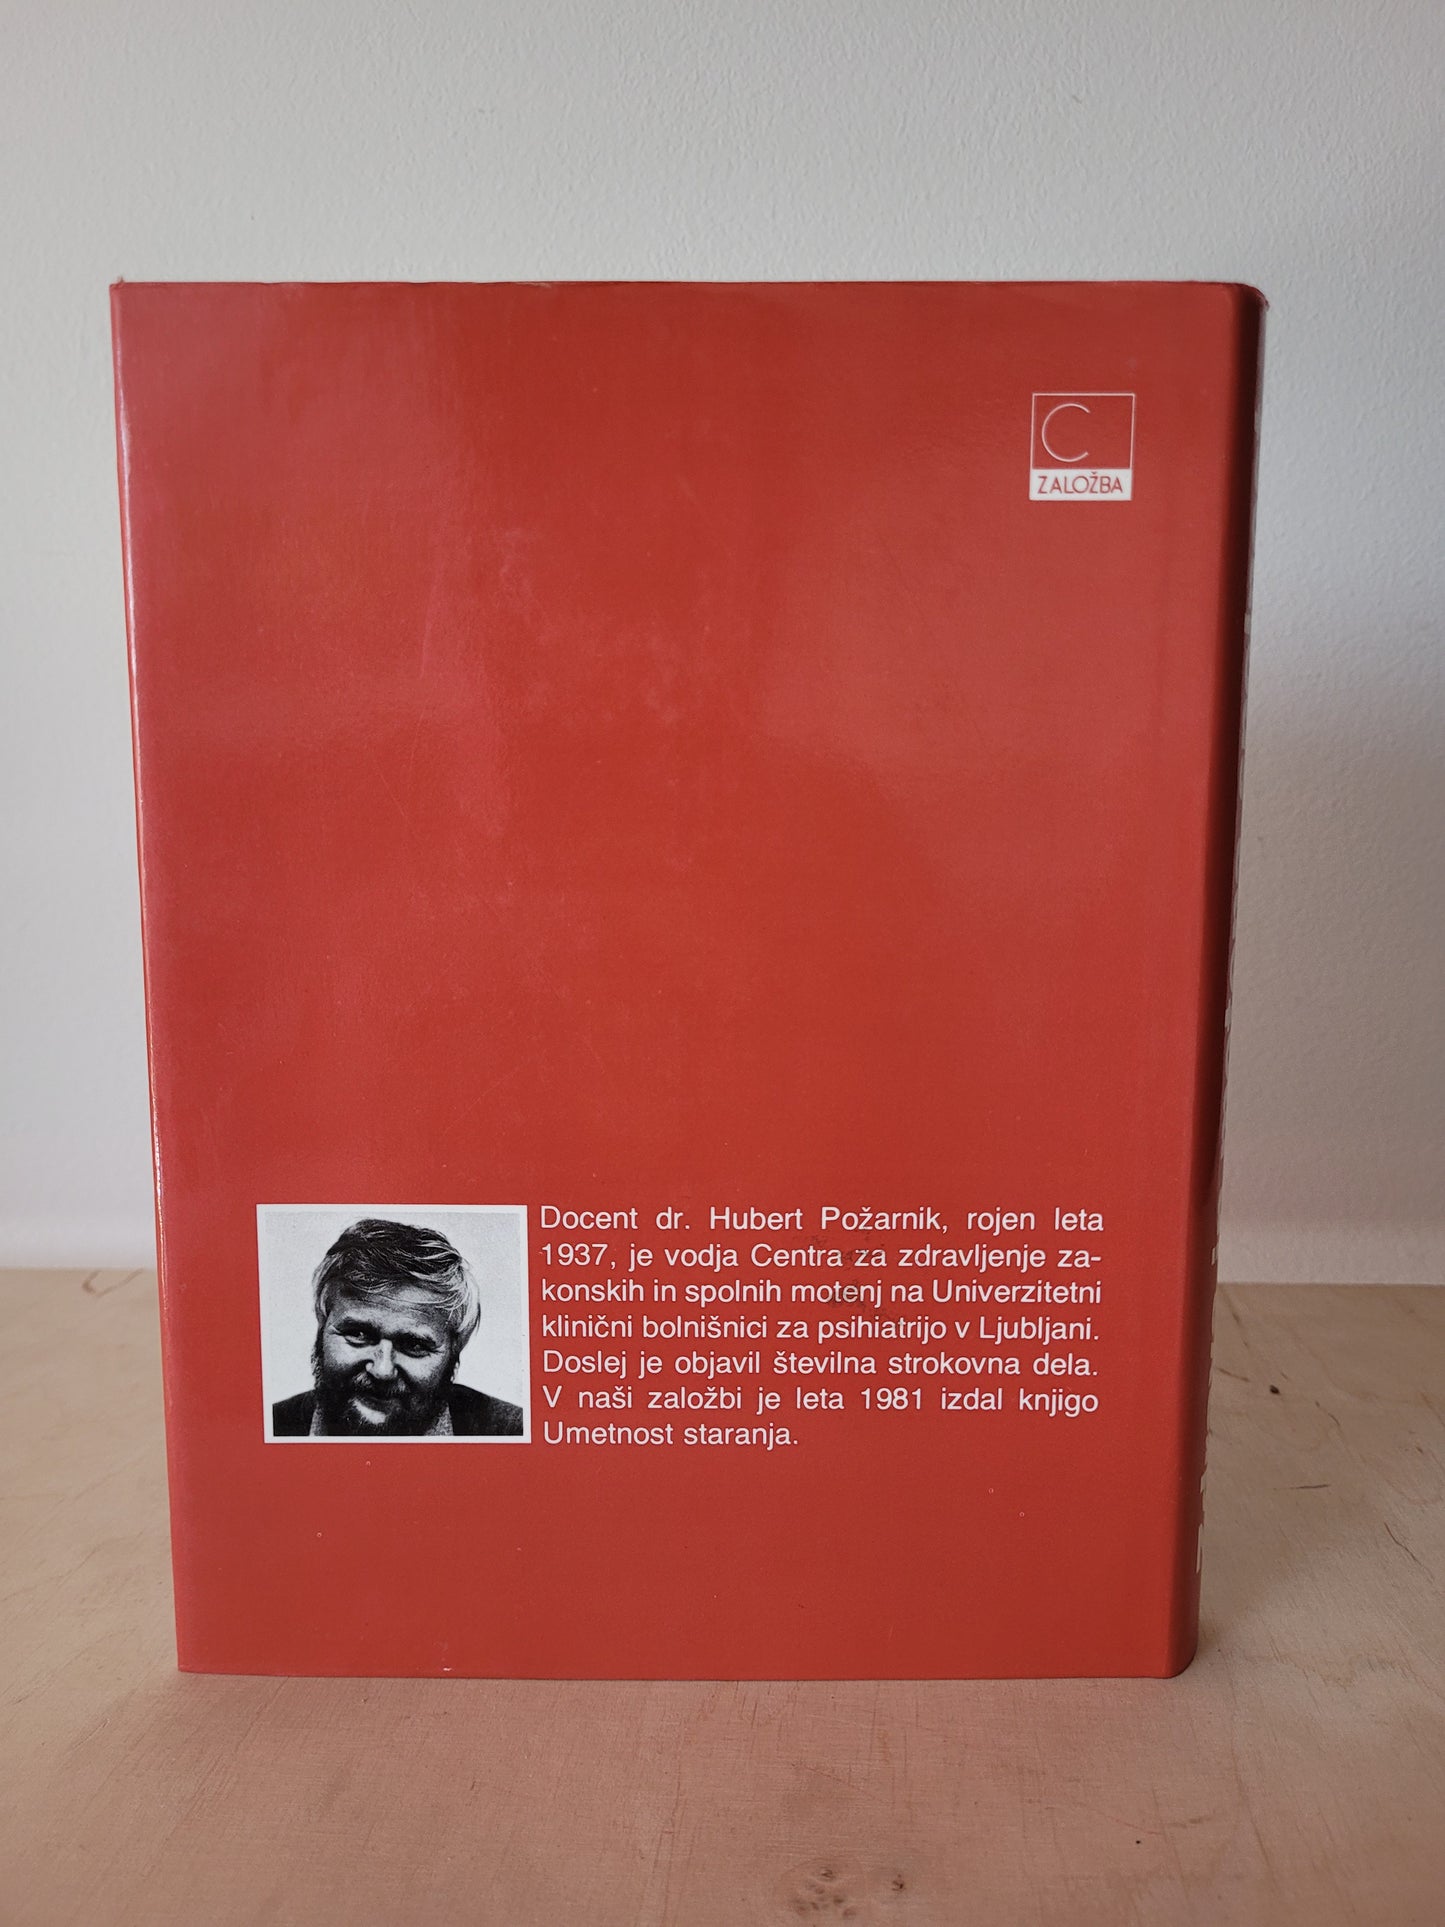 C
ZALOŽBA
Docent dr. Hubert Požarnik, rojen leta
1937, je vodja Centra za zdravljenje za-
konskih in spolnih motenj na Univerzitetni
klinični bolnišnici za psihiatrijo v Ljubljani.
Doslej je objavil številna strokovna dela.
V naši založbi je leta 1981 izdal knjigo
Umetnost staranja.